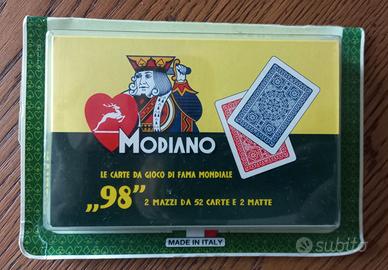 MODIANO
LE CARTE DA GIOCO DI FAMA MONDIALE
„98”
2 MAZZI DA 52 CARTE E 2 MATTE
MADE IN ITALY
subito